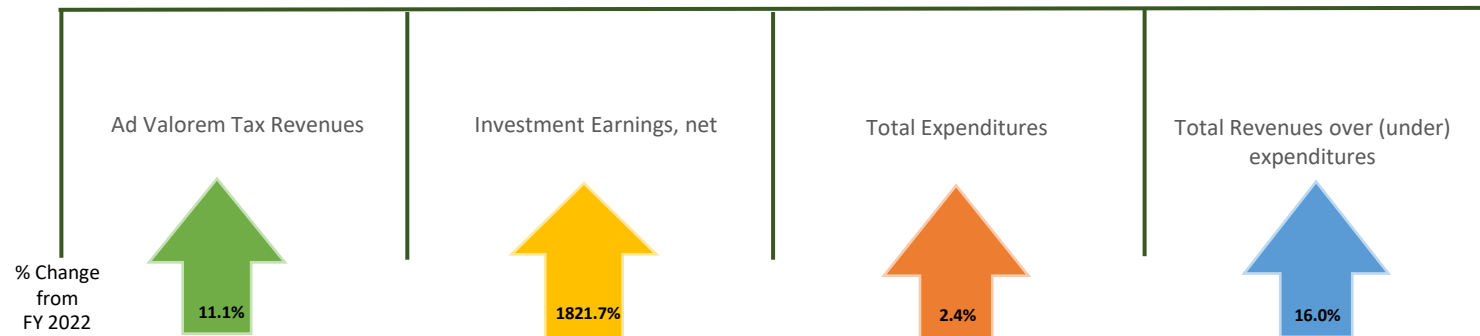 Ad Valorem Tax Revenues
Investment Earnings, net
Total Expenditures
Total Revenues over (under)
expenditures
% Change
from
FY 2022
11.1%
1821.7%
2.4%
16.0%